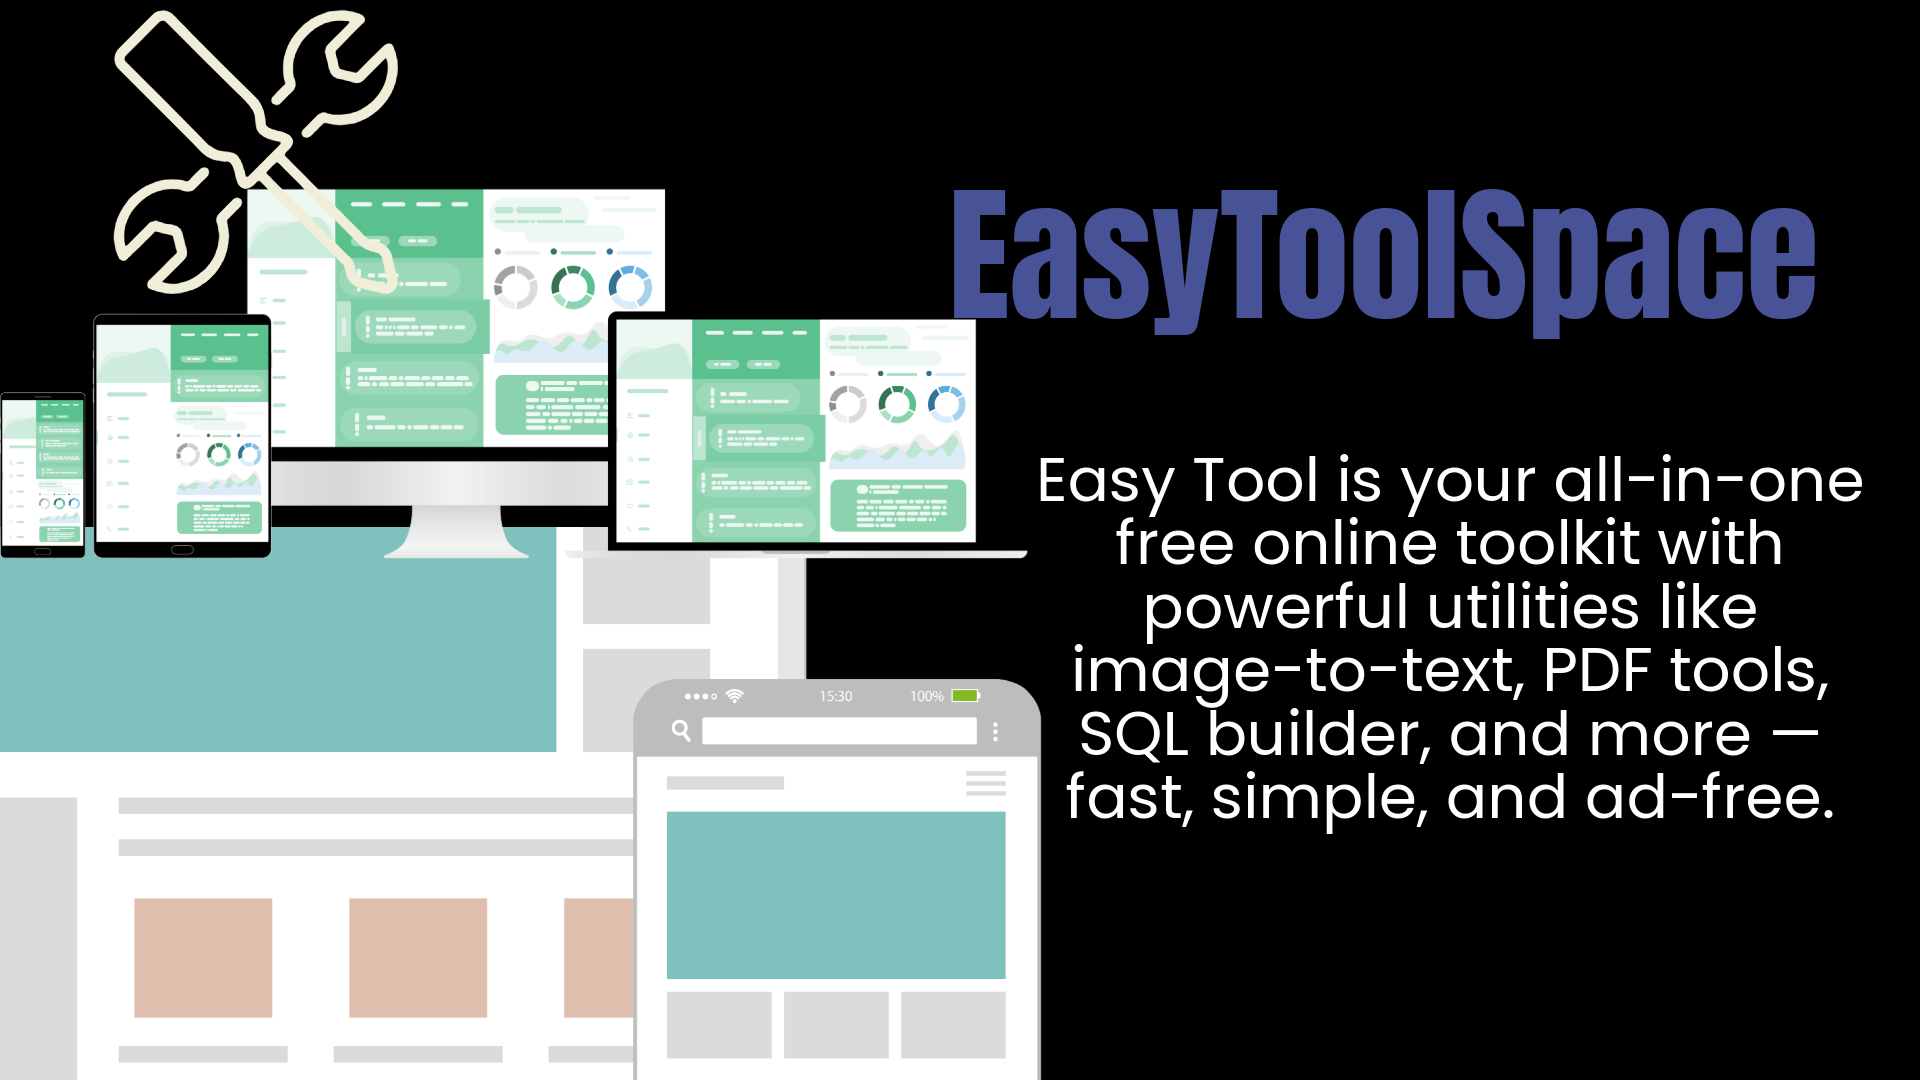 EasyToolSpace
Easy Tool is your all-in-one
free online toolkit with
powerful utilities like
image-to-text, PDF tools,
SQL builder, and more —
fast, simple, and ad-free.
15:30 100%